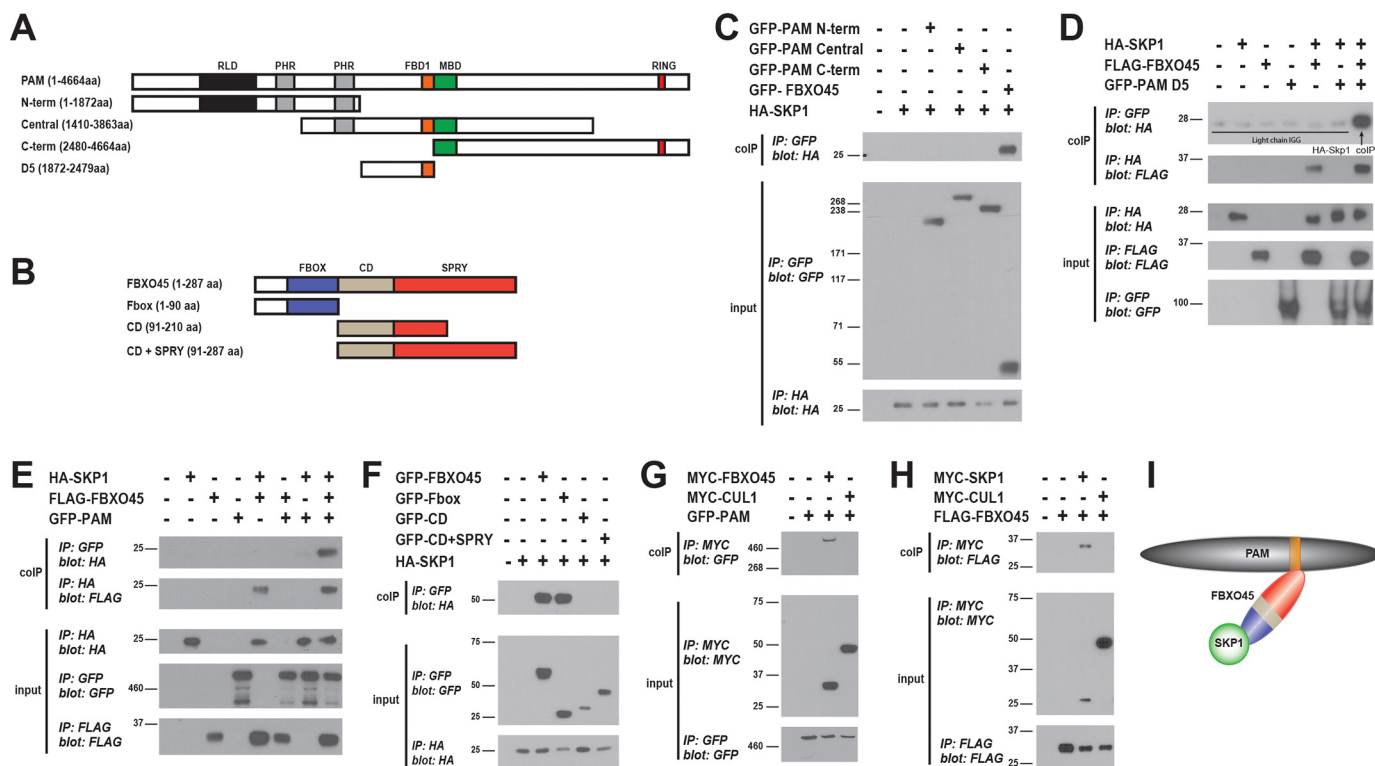 A
RLD PHR PHR FBD1 MBD RING
PAM (1-4664aa)
N-term (1-1872aa)
Central (1410-3863aa)
C-term (2480-4664aa)
D5 (1872-2479aa)
B
FBOX CD SPRY
FBXO45 (1-287 aa)
Fbox (1-90 aa)
CD (91-210 aa)
CD + SPRY (91-287 aa)
C
GFP-PAM N-term - - + - - -
GFP-PAM Central - - - + - -
GFP-PAM C-term - - - - + -
GFP- FBXO45 - - - - - +
HA-SKP1 - + + + + +
coIP
IP: GFP
blot: HA
25
input
IP: GFP
blot: GFP
268
238
171
117
71
55
IP: HA
blot: HA
25
D
HA-SKP1 - + - - + + +
FLAG-FBXO45 - - + - + - +
GFP-PAM D5 - - - + - + +
coIP
IP: GFP
blot: HA
28
Light chain IGG
HA-Skp1 coIP
IP: HA
blot: FLAG
37
input
IP: HA
blot: HA
28
IP: FLAG
blot: FLAG
37
IP: GFP
blot: GFP
100
E
HA-SKP1 - + - - + - + +
FLAG-FBXO45 - - + - + + - +
GFP-PAM - - - + - + + +
coIP
IP: GFP
blot: HA
25
IP: HA
blot: FLAG
25
input
IP: HA
blot: HA
25
IP: GFP
blot: GFP
460
IP: FLAG
blot: FLAG
37
F
GFP-FBXO45 - - + - - -
GFP-Fbox - - - + - -
GFP-CD - - - - + -
GFP-CD+SPRY - - - - - +
HA-SKP1 - + + + + +
coIP
IP: GFP
blot: HA
50
input
IP: GFP
blot: GFP
75
50
25
IP: HA
blot: HA
25
G
MYC-FBXO45 - - + -
MYC-CUL1 - - - +
GFP-PAM - + + +
coIP
IP: MYC
blot: GFP
460
268
input
IP: MYC
blot: MYC
75
50
37
25
IP: GFP
blot: GFP
460
H
MYC-SKP1 - - + -
MYC-CUL1 - - - +
FLAG-FBXO45 - + + +
coIP
IP: MYC
blot: FLAG
37
25
input
IP: MYC
blot: MYC
75
50
37
25
IP: FLAG
blot: FLAG
37
25
I
PAM
FBXO45
SKP1